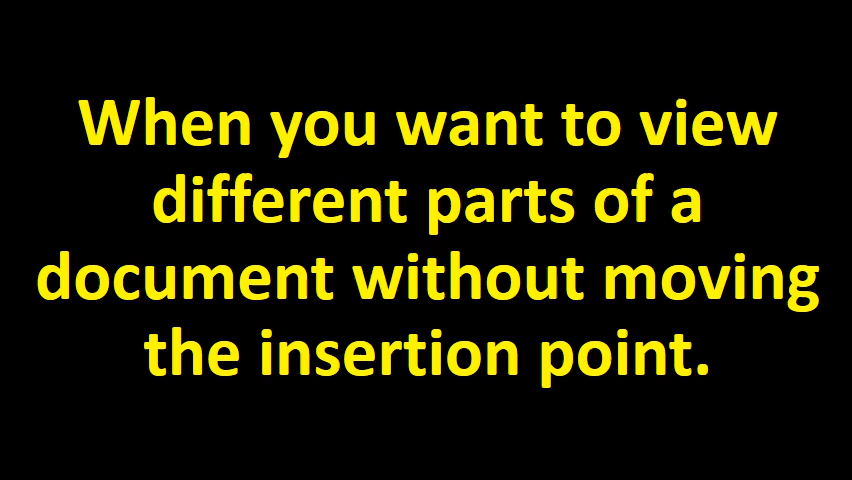 When you want to view
different parts of a
document without moving
the insertion point.